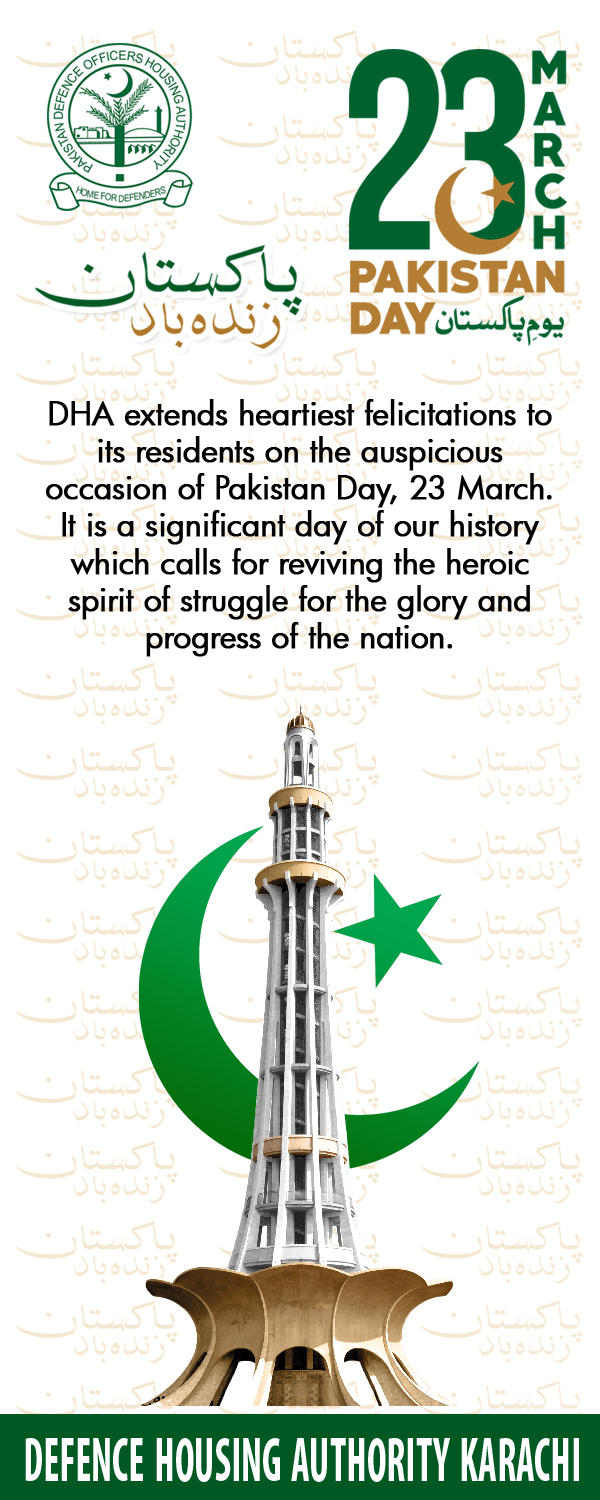 PAKISTAN DEFENCE OFFICERS HOUSING AUTHORITY
HOME FOR DEFENDERS
23
MARCH
PAKISTAN
DAY یومِ پاکستان
پاکستان
زندہ باد
DHA extends heartiest felicitations to
its residents on the auspicious
occasion of Pakistan Day, 23 March.
It is a significant day of our history
which calls for reviving the heroic
spirit of struggle for the glory and
progress of the nation.
DEFENCE HOUSING AUTHORITY KARACHI